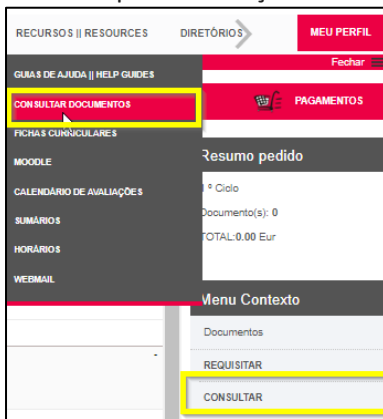 RECURSOS || RESOURCES
DIRETÓRIOS
MEU PERFIL
Fechar
GUIAS DE AJUDA || HELP GUIDES
CONSULTAR DOCUMENTOS
FICHAS CURRICULARES
MOODLE
CALENDÁRIO DE AVALIAÇÕES
SUMÁRIOS
HORÁRIOS
WEBMAIL
PAGAMENTOS
Resumo pedido
º Ciclo
Documento(s): 0
TOTAL:0.00 Eur
Menu Contexto
Documentos
REQUISITAR
CONSULTAR